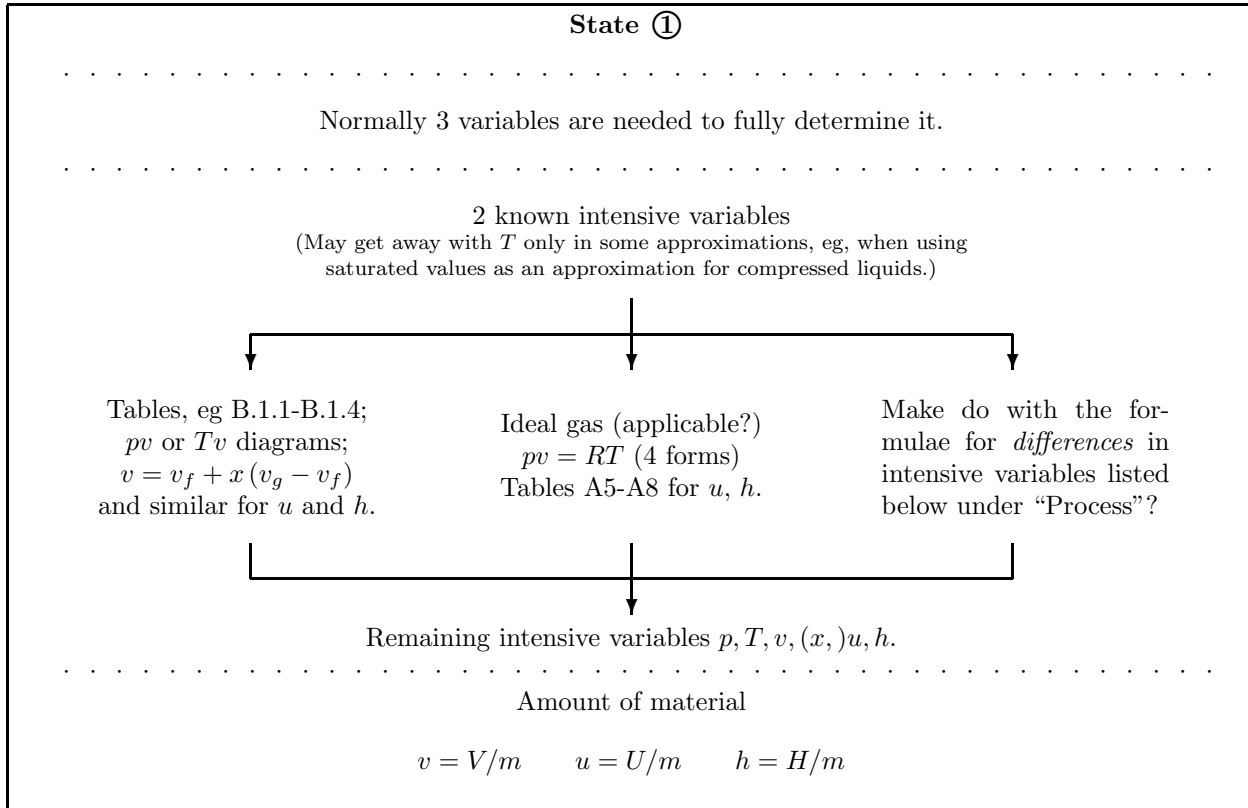 State ①
Normally 3 variables are needed to fully determine it.
2 known intensive variables
(May get away with T only in some approximations, eg, when using
saturated values as an approximation for compressed liquids.)
Tables, eg B.1.1-B.1.4;
pv or Tv diagrams;
v = v_f + x (v_g − v_f)
and similar for u and h.
Ideal gas (applicable?)
pv = RT (4 forms)
Tables A5-A8 for u, h.
Make do with the for-
mulae for differences in
intensive variables listed
below under “Process”?
Remaining intensive variables p, T, v, (x, )u, h.
Amount of material
v = V/m u = U/m h = H/m